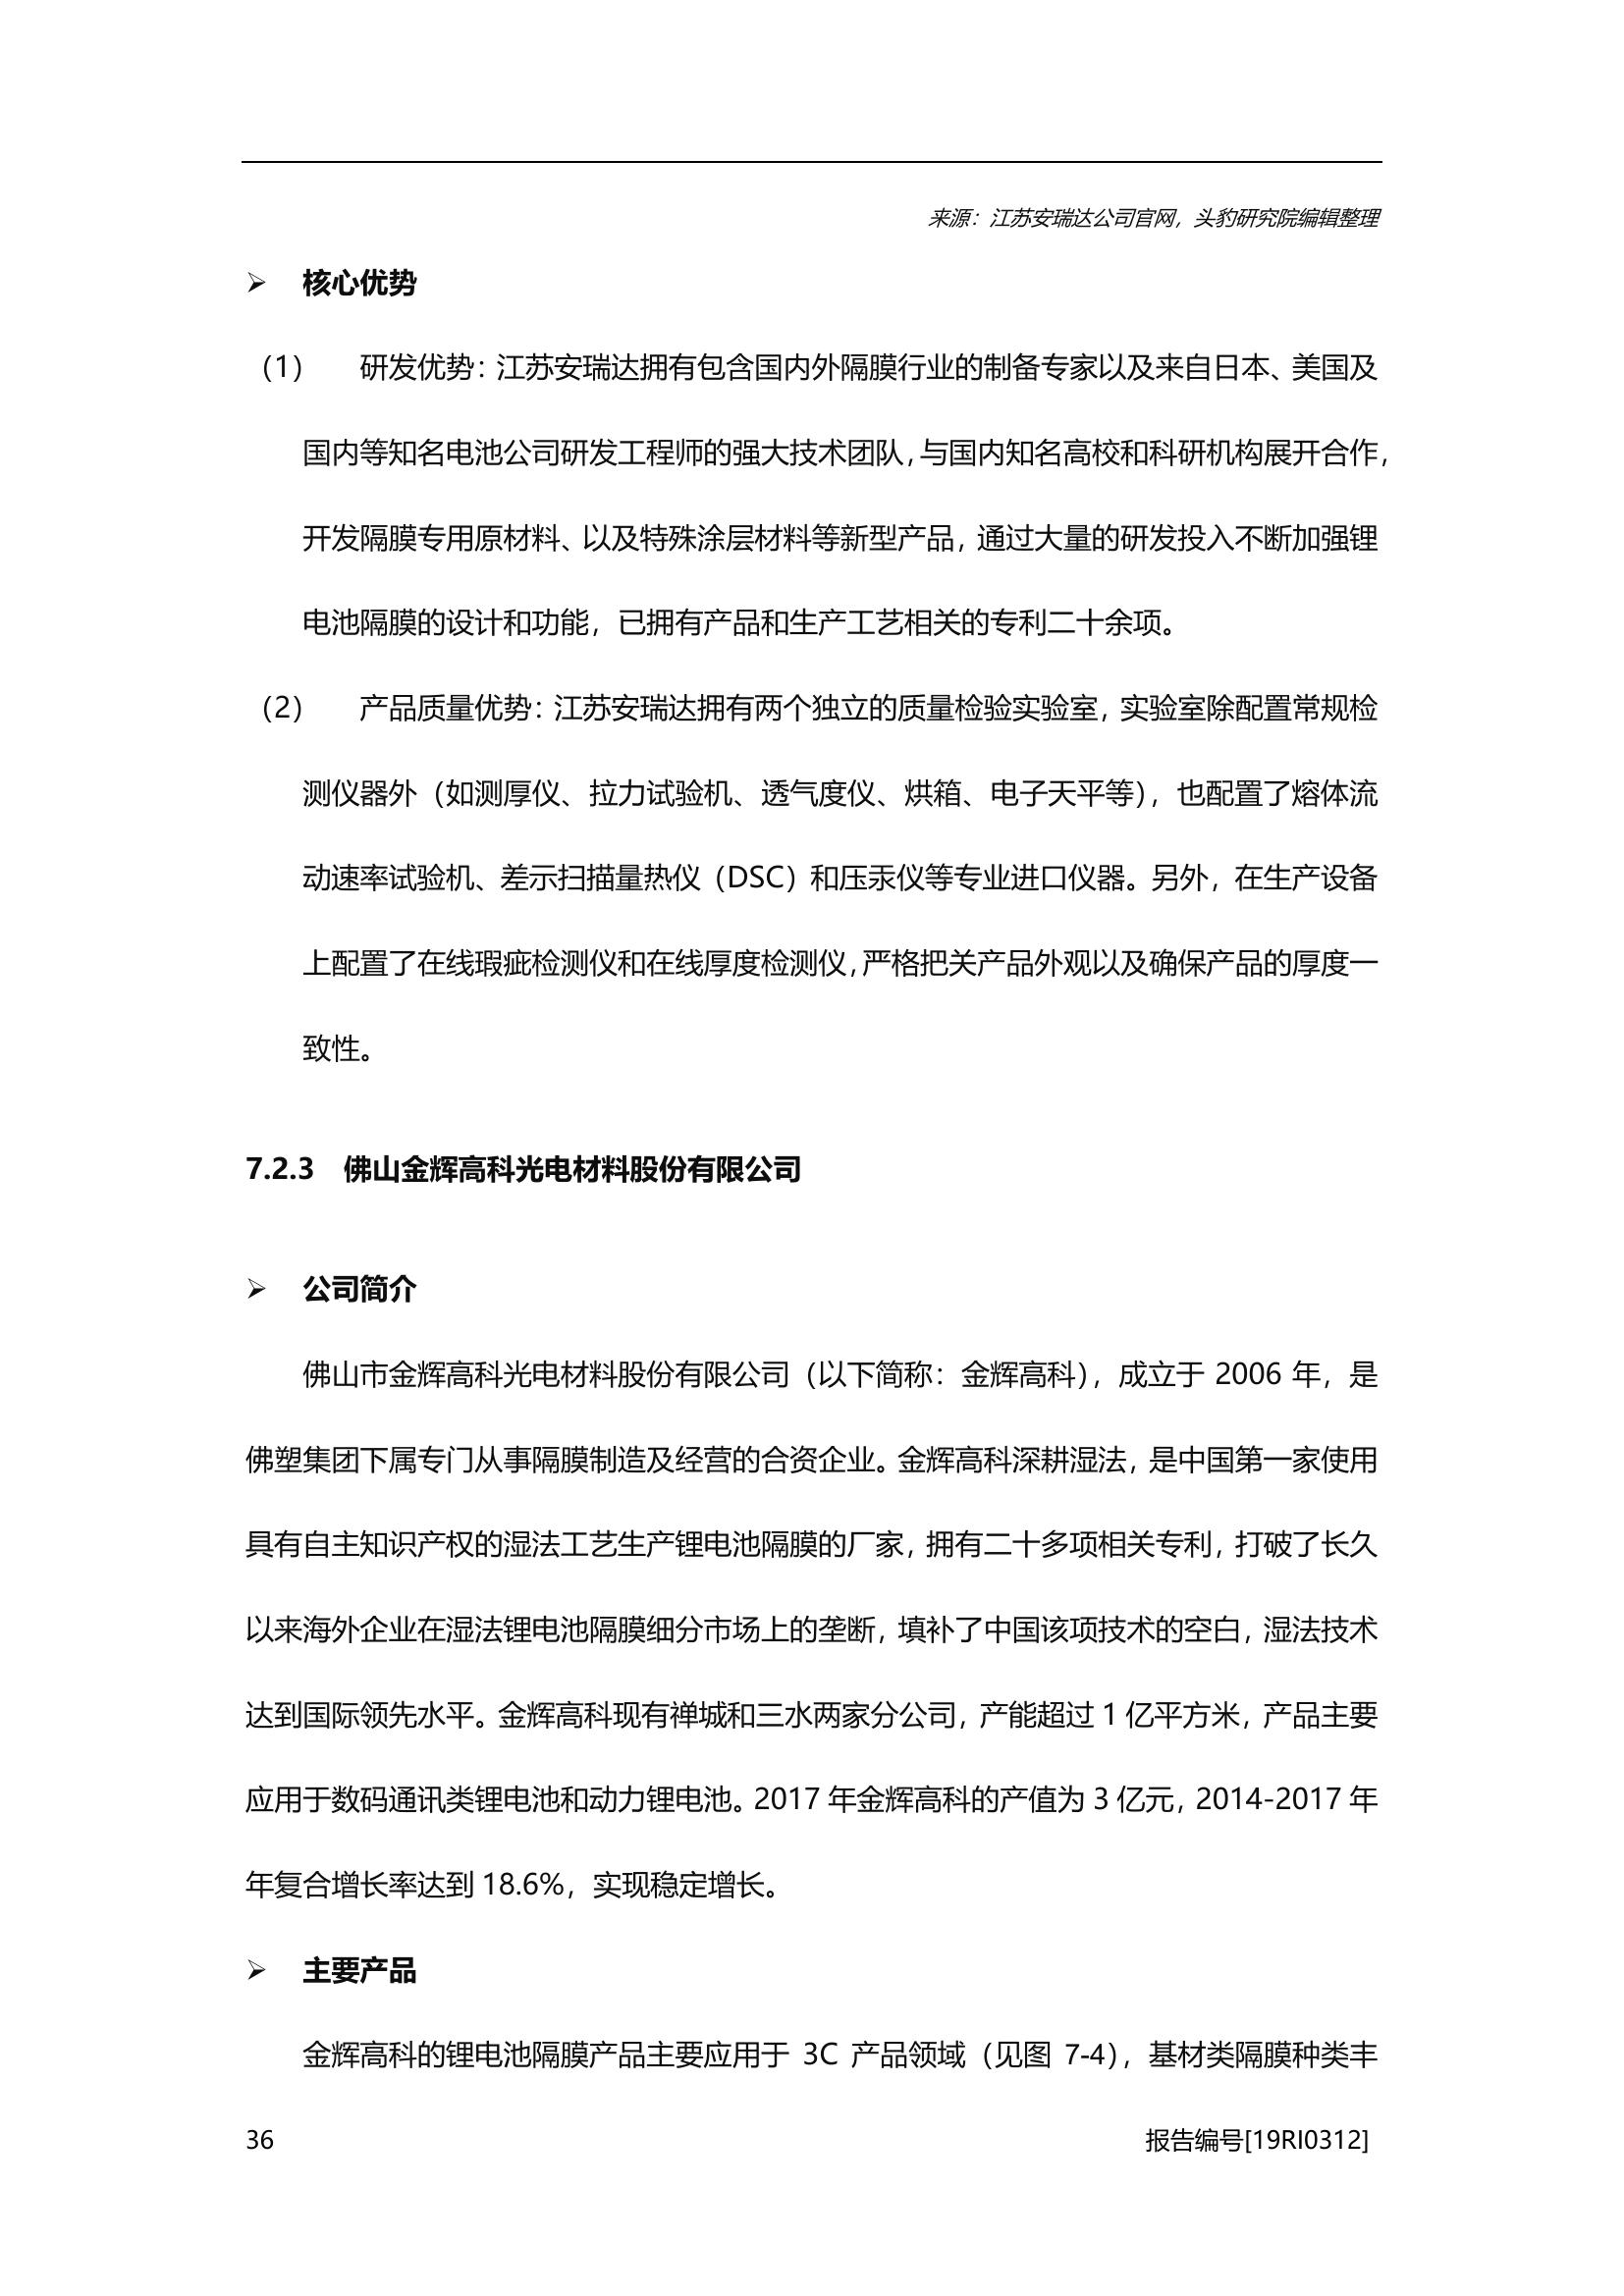 来源：江苏安瑞达公司官网，头豹研究院编辑整理
➢ 核心优势
（1） 研发优势：江苏安瑞达拥有包含国内外隔膜行业的制备专家以及来自日本、美国及
国内等知名电池公司研发工程师的强大技术团队，与国内知名高校和科研机构展开合作，
开发隔膜专用原材料、以及特殊涂层材料等新型产品，通过大量的研发投入不断加强锂
电池隔膜的设计和功能，已拥有产品和生产工艺相关的专利二十余项。
（2） 产品质量优势：江苏安瑞达拥有两个独立的质量检验实验室，实验室除配置常规检
测仪器外（如测厚仪、拉力试验机、透气度仪、烘箱、电子天平等），也配置了熔体流
动速率试验机、差示扫描量热仪（DSC）和压汞仪等专业进口仪器。另外，在生产设备
上配置了在线瑕疵检测仪和在线厚度检测仪，严格把关产品外观以及确保产品的厚度一
致性。
7.2.3 佛山金辉高科光电材料股份有限公司
➢ 公司简介
佛山市金辉高科光电材料股份有限公司（以下简称：金辉高科），成立于 2006 年，是
佛塑集团下属专门从事隔膜制造及经营的合资企业。金辉高科深耕湿法，是中国第一家使用
具有自主知识产权的湿法工艺生产锂电池隔膜的厂家，拥有二十多项相关专利，打破了长久
以来海外企业在湿法锂电池隔膜细分市场上的垄断，填补了中国该项技术的空白，湿法技术
达到国际领先水平。金辉高科现有禅城和三水两家分公司，产能超过 1 亿平方米，产品主要
应用于数码通讯类锂电池和动力锂电池。2017 年金辉高科的产值为 3 亿元，2014-2017 年
年复合增长率达到 18.6%，实现稳定增长。
➢ 主要产品
金辉高科的锂电池隔膜产品主要应用于 3C 产品领域（见图 7-4），基材类隔膜种类丰
36 报告编号[19RI0312]